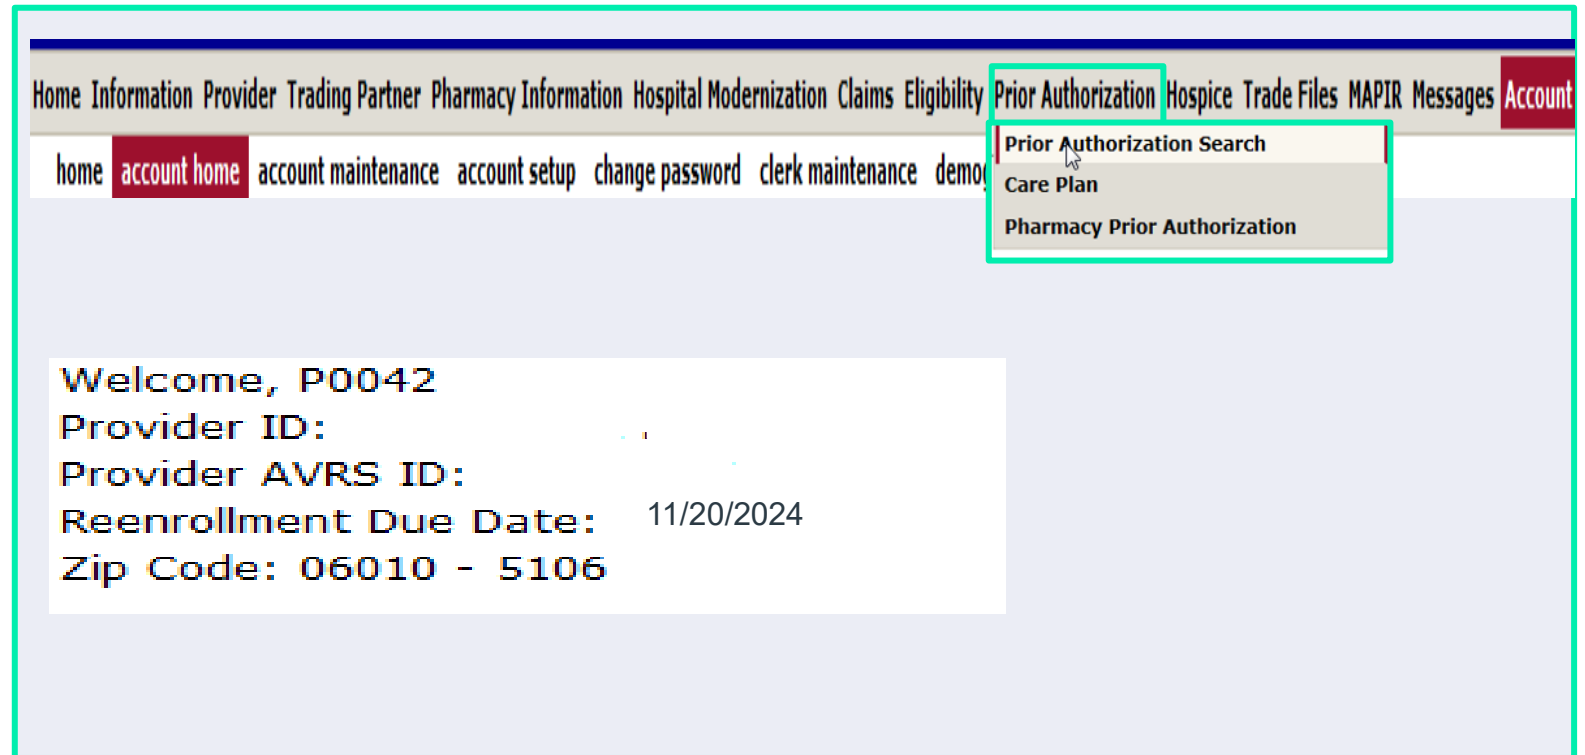 Home Information Provider Trading Partner Pharmacy Information Hospital Modernization Claims Eligibility Prior Authorization Hospice Trade Files MAPIR Messages Account
home account home account maintenance account setup change password clerk maintenance
Prior Authorization Search
Care Plan
Pharmacy Prior Authorization
Welcome, P0042
Provider ID:
Provider AVRS ID:
Reenrollment Due Date: 11/20/2024
Zip Code: 06010 - 5106